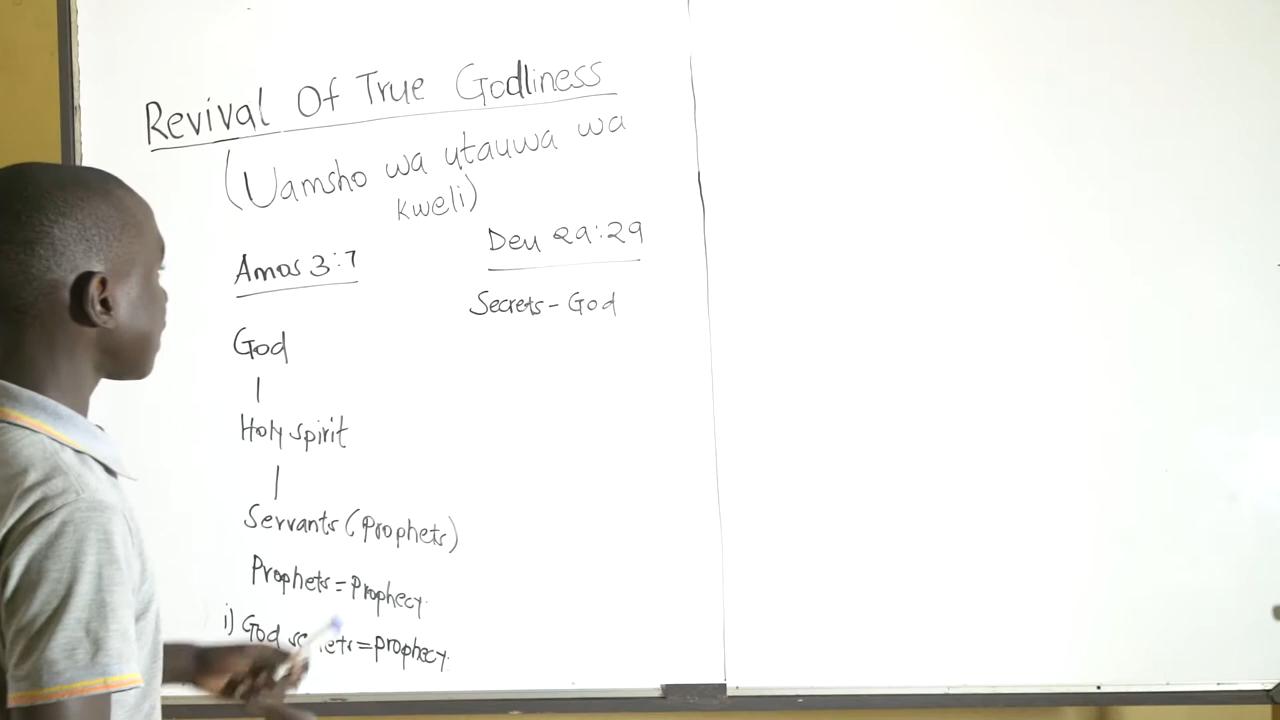 Revival Of True Godliness
(Uamsho wa utauwa wa
kweli)
Amos 3:7
God
|
Holy spirit
|
Servants (Prophets)
Prophets = Prophecy.
i) God secrets = prophecy.
Deu 29:29
Secrets - God